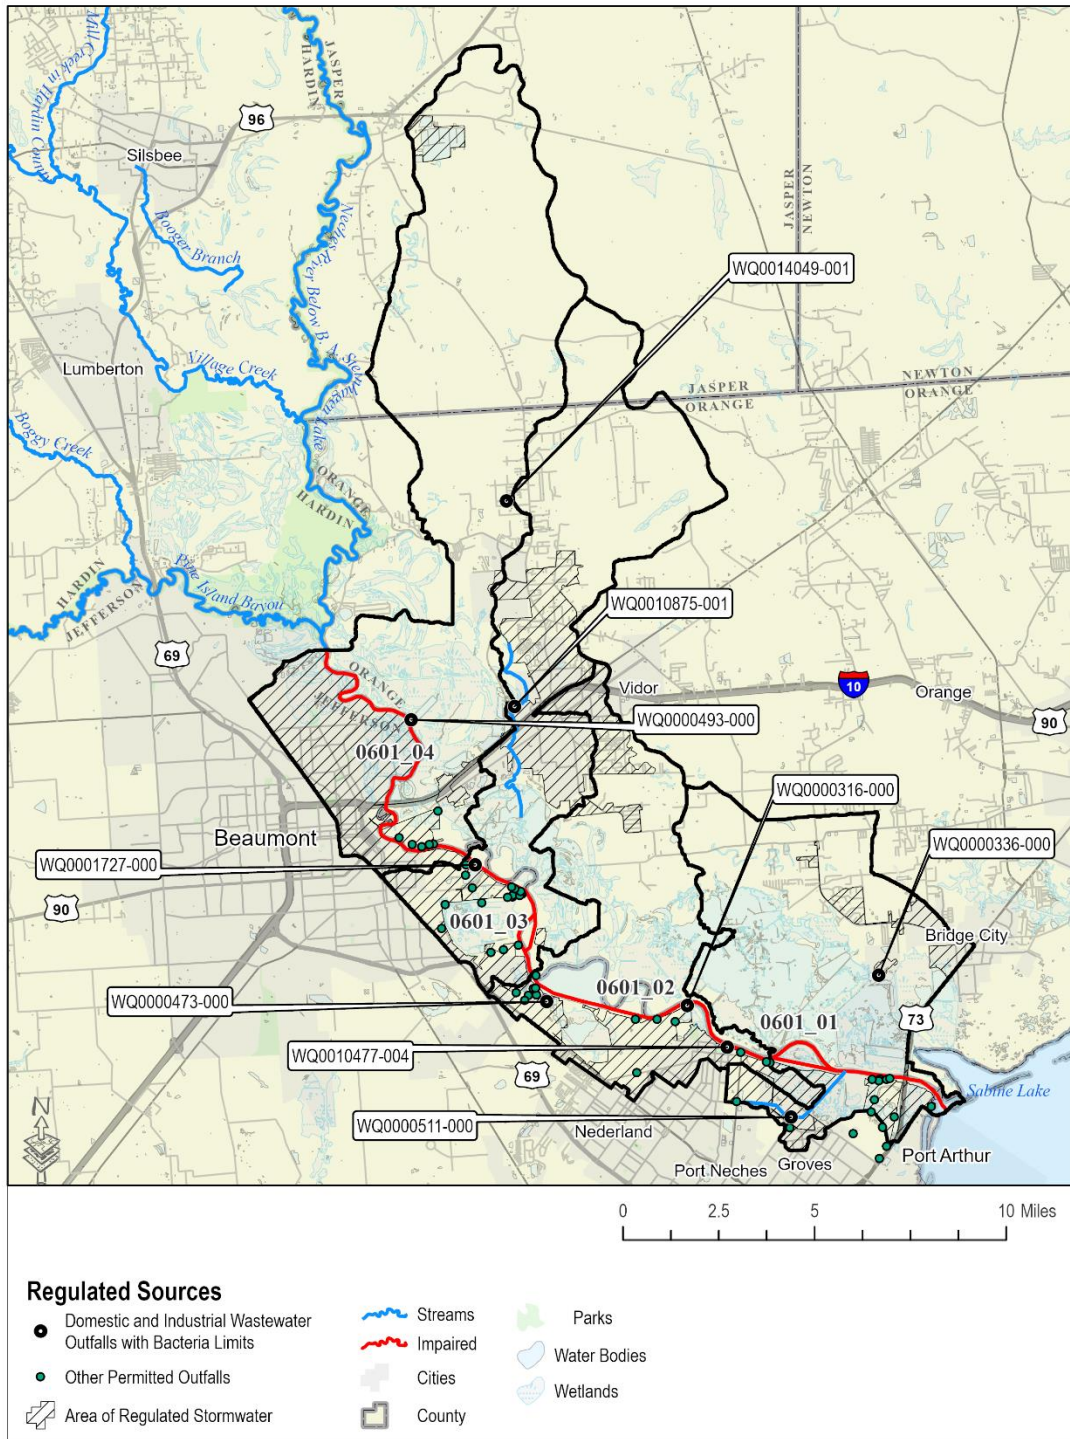 Mill Creek in Hardin County
JASPER
HARDIN
96
Silsbee
Booger Branch
Neches River Below B. A. Steinhagen Lake
JASPER
NEWTON
WQ0014049-001
Lumberton
Village Creek
JASPER
ORANGE
NEWTON
ORANGE
Boggy Creek
ORANGE
HARDIN
Pine Island Bayou
HARDIN
JEFFERSON
WQ0010875-001
69
ORANGE
JEFFERSON
Vidor
10
Orange
90
WQ0000493-000
0601_04
WQ0000316-000
Beaumont
WQ0000336-000
WQ0001727-000
90
0601_03
Bridge City
WQ0000473-000
0601_02
0601_01
73
WQ0010477-004
69
Sabine Lake
WQ0000511-000
Nederland
Port Neches
Groves
Port Arthur
N
0 2.5 5 10 Miles
Regulated Sources
Domestic and Industrial Wastewater
Outfalls with Bacteria Limits
Other Permitted Outfalls
Area of Regulated Stormwater
Streams
Impaired
Cities
County
Parks
Water Bodies
Wetlands